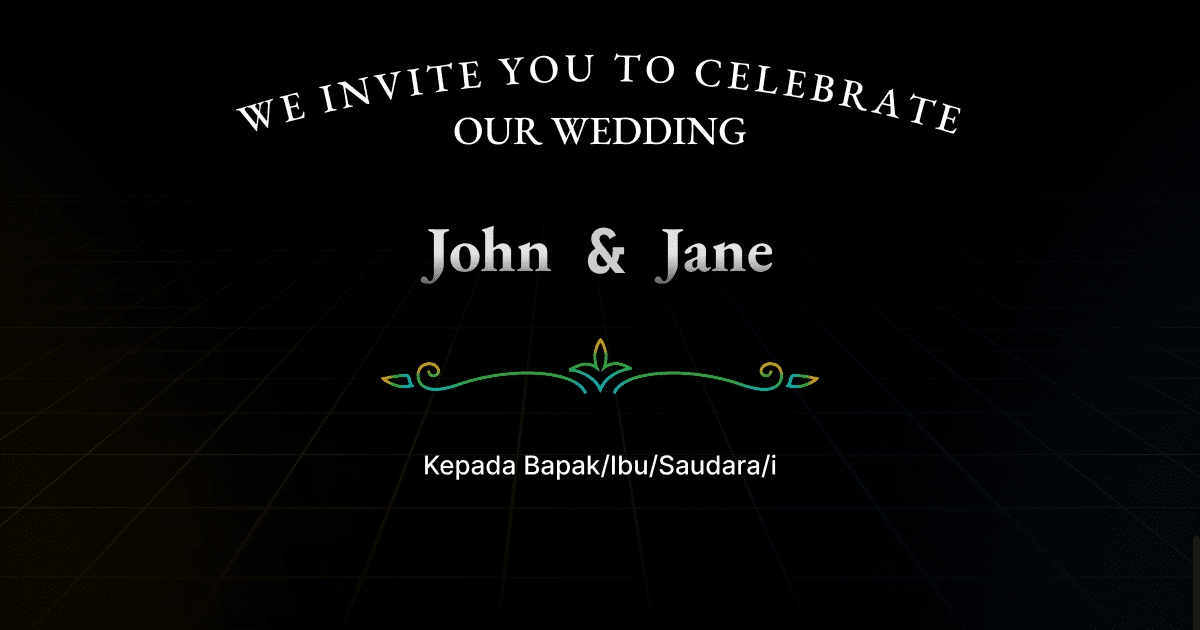 WE INVITE YOU TO CELEBRATE
OUR WEDDING
John & Jane
Kepada Bapak/Ibu/Saudara/i